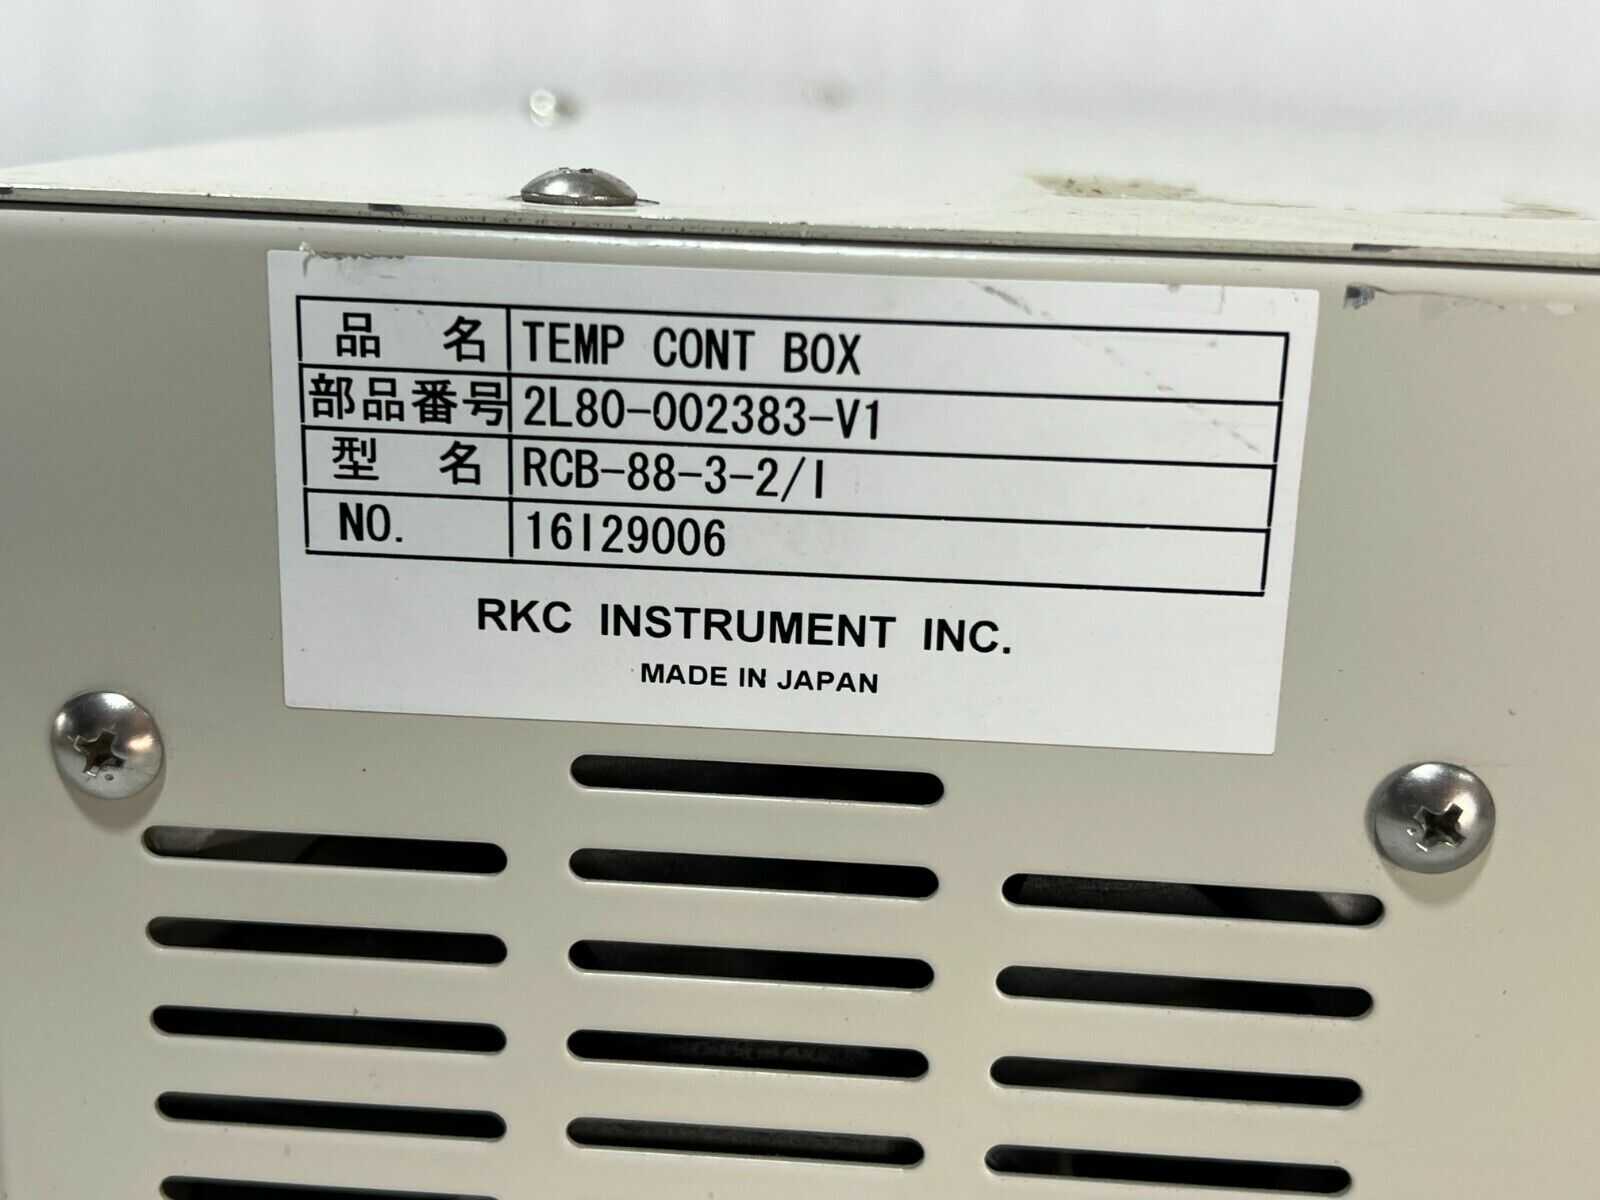 品 名 TEMP CONT BOX
部品番号 2L80-002383-V1
型 名 RCB-88-3-2/I
NO. 16I29006
RKC INSTRUMENT INC.
MADE IN JAPAN